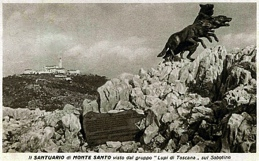 Il SANTUARIO di MONTE SANTO visto dal gruppo "Lupi di Toscana" sul Sabotino